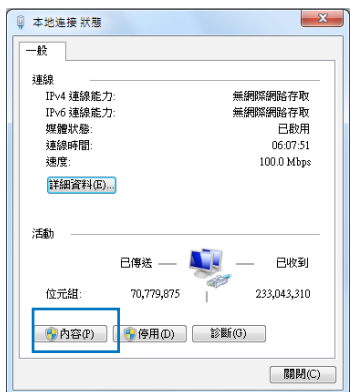 本地连接 狀態
一般
連線
IPv4 連線能力: 無網際網路存取
IPv6 連線能力: 無網際網路存取
媒體狀態: 已啟用
連線時間: 06:07:51
速度: 100.0 Mbps
詳細資料(E)...
活動
已傳送 已收到
位元組: 70,779,875 233,043,310
內容(P) 停用(D) 診斷(G)
關閉(C)